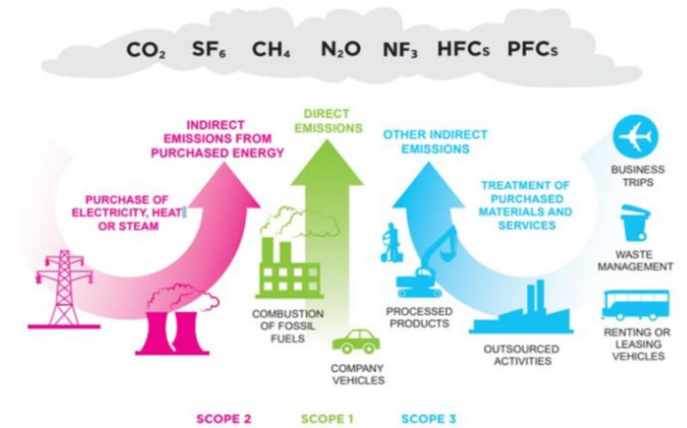 CO₂ SF₆ CH₄ N₂O NF₃ HFCs PFCs
INDIRECT
EMISSIONS FROM
PURCHASED ENERGY
DIRECT
EMISSIONS
OTHER INDIRECT
EMISSIONS
PURCHASE OF
ELECTRICITY, HEAT
OR STEAM
TREATMENT OF
PURCHASED
MATERIALS AND
SERVICES
BUSINESS
TRIPS
WASTE
MANAGEMENT
RENTING OR
LEASING
VEHICLES
COMBUSTION
OF FOSSIL
FUELS
COMPANY
VEHICLES
PROCESSED
PRODUCTS
OUTSOURCED
ACTIVITIES
SCOPE 2 SCOPE 1 SCOPE 3